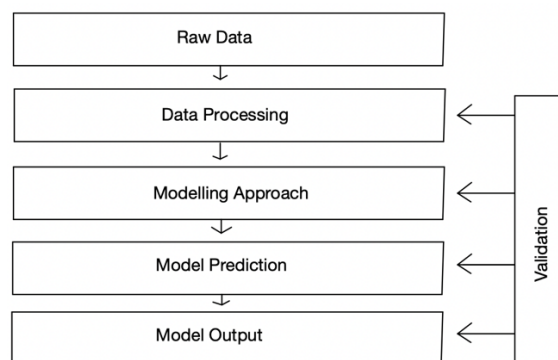 Raw Data
Data Processing
Modelling Approach
Model Prediction
Model Output
Validation